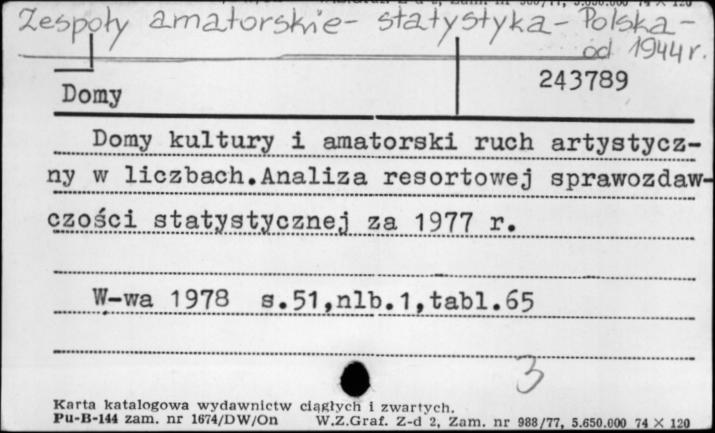 Zespoły amatorskie - statystyka - Polska -
od 1944 r.
243789
Domy
Domy kultury i amatorski ruch artystycz-
ny w liczbach.Analiza resortowej sprawozdaw-
czości statystycznej za 1977 r.
W-wa 1978 s.51,nlb.1,tabl.65
3
Karta katalogowa wydawnictw ciągłych i zwartych.
Pu-B-144 zam. nr 1674/DW/On W.Z.Graf. Z-d 2, Zam. nr 988/77, 5.650.000 74 × 120